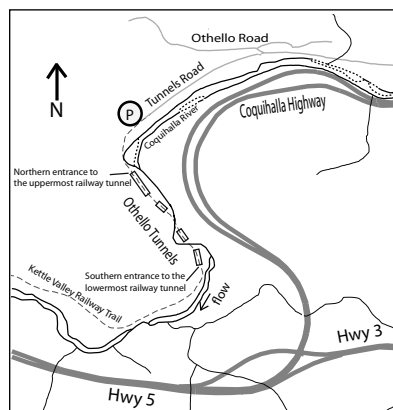 Othello Road
Tunnels Road
N
P
Coquihalla River
Coquihalla Highway
Northern entrance to
the uppermost railway tunnel
Othello Tunnels
Kettle Valley Railway Trail
Southern entrance to the
lowermost railway tunnel
flow
Hwy 3
Hwy 5